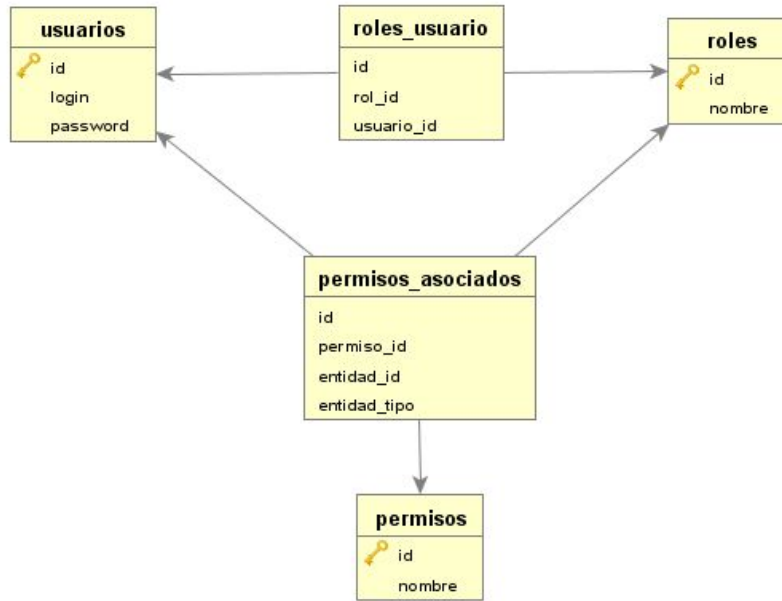 usuarios
id
login
password
roles_usuario
id
rol_id
usuario_id
roles
id
nombre
permisos_asociados
id
permiso_id
entidad_id
entidad_tipo
permisos
id
nombre